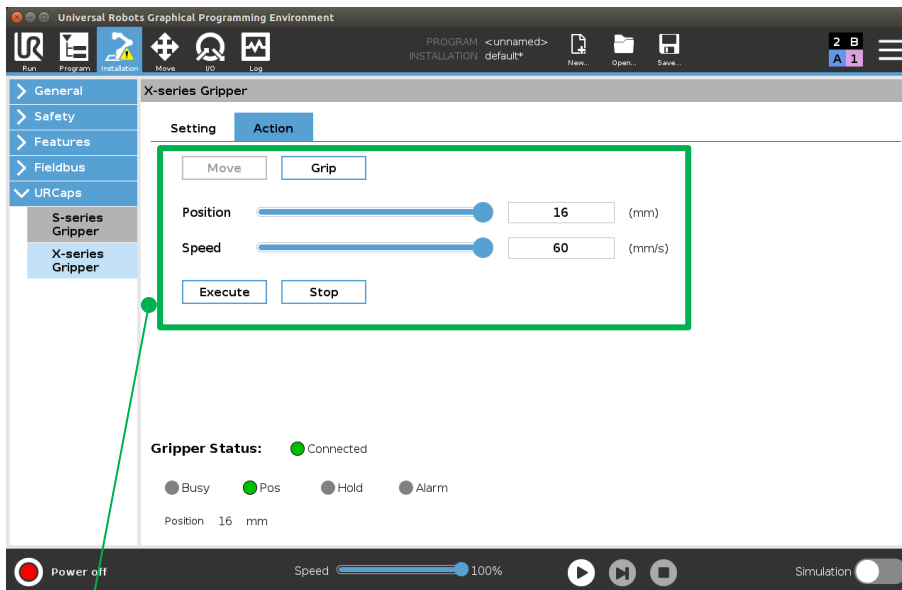 Universal Robots Graphical Programming Environment
UR
PROGRAM <unnamed>
INSTALLATION default*
Run Program Installation Move I/O Log New... Open... Save...
2 B
A 1
General
Safety
Features
Fieldbus
URCaps
S-series
Gripper
X-series
Gripper
X-series Gripper
Setting Action
Move Grip
Position 16 (mm)
Speed 60 (mm/s)
Execute Stop
Gripper Status: Connected
Busy Pos Hold Alarm
Position 16 mm
Power off Speed 100% Simulation